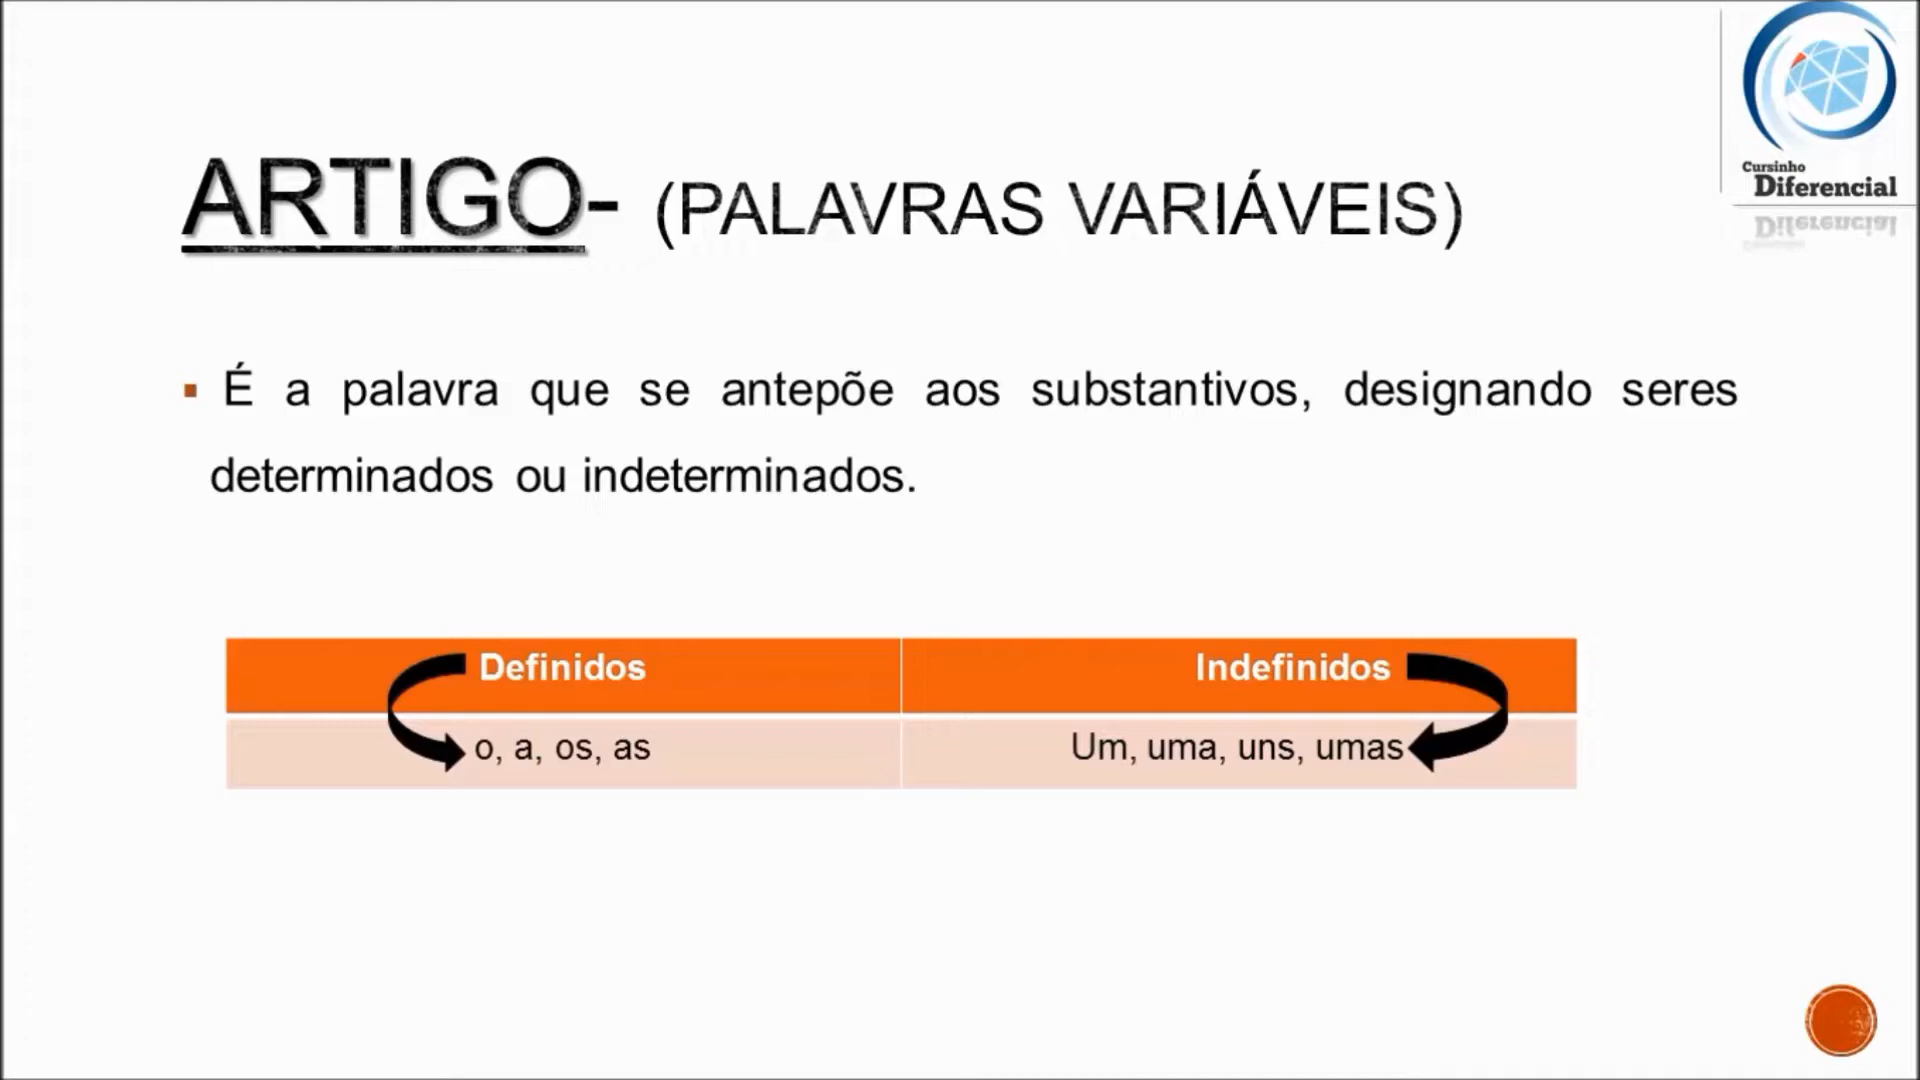 Cursinho
Diferencial
ARTIGO- (PALAVRAS VARIÁVEIS)
▪ É a palavra que se antepõe aos substantivos, designando seres
determinados ou indeterminados.
Definidos Indefinidos
o, a, os, as Um, uma, uns, umas